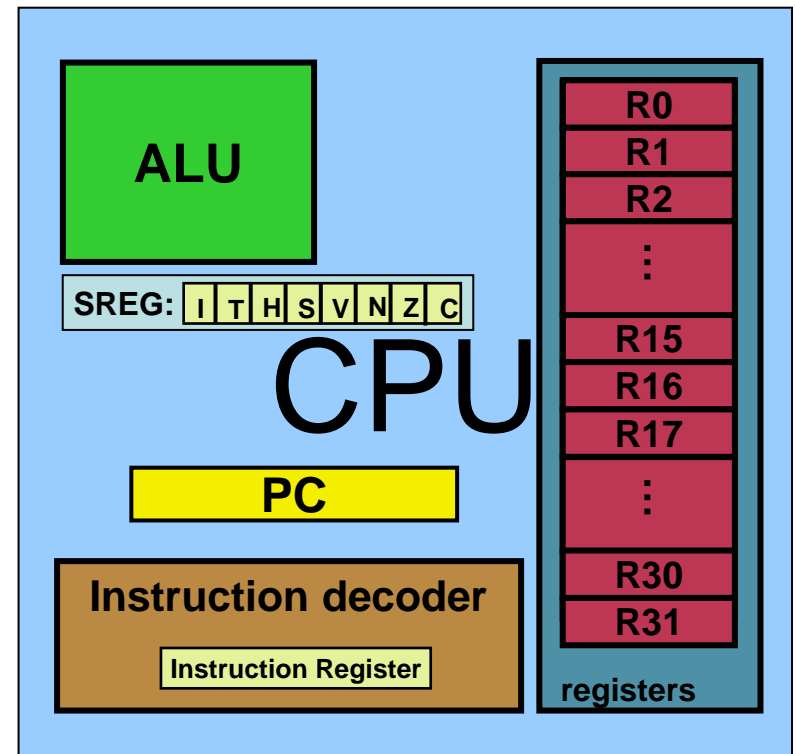 ALU
SREG: I T H S V N Z C
CPU
PC
Instruction decoder
Instruction Register
R0
R1
R2
⋮
R15
R16
R17
⋮
R30
R31
registers